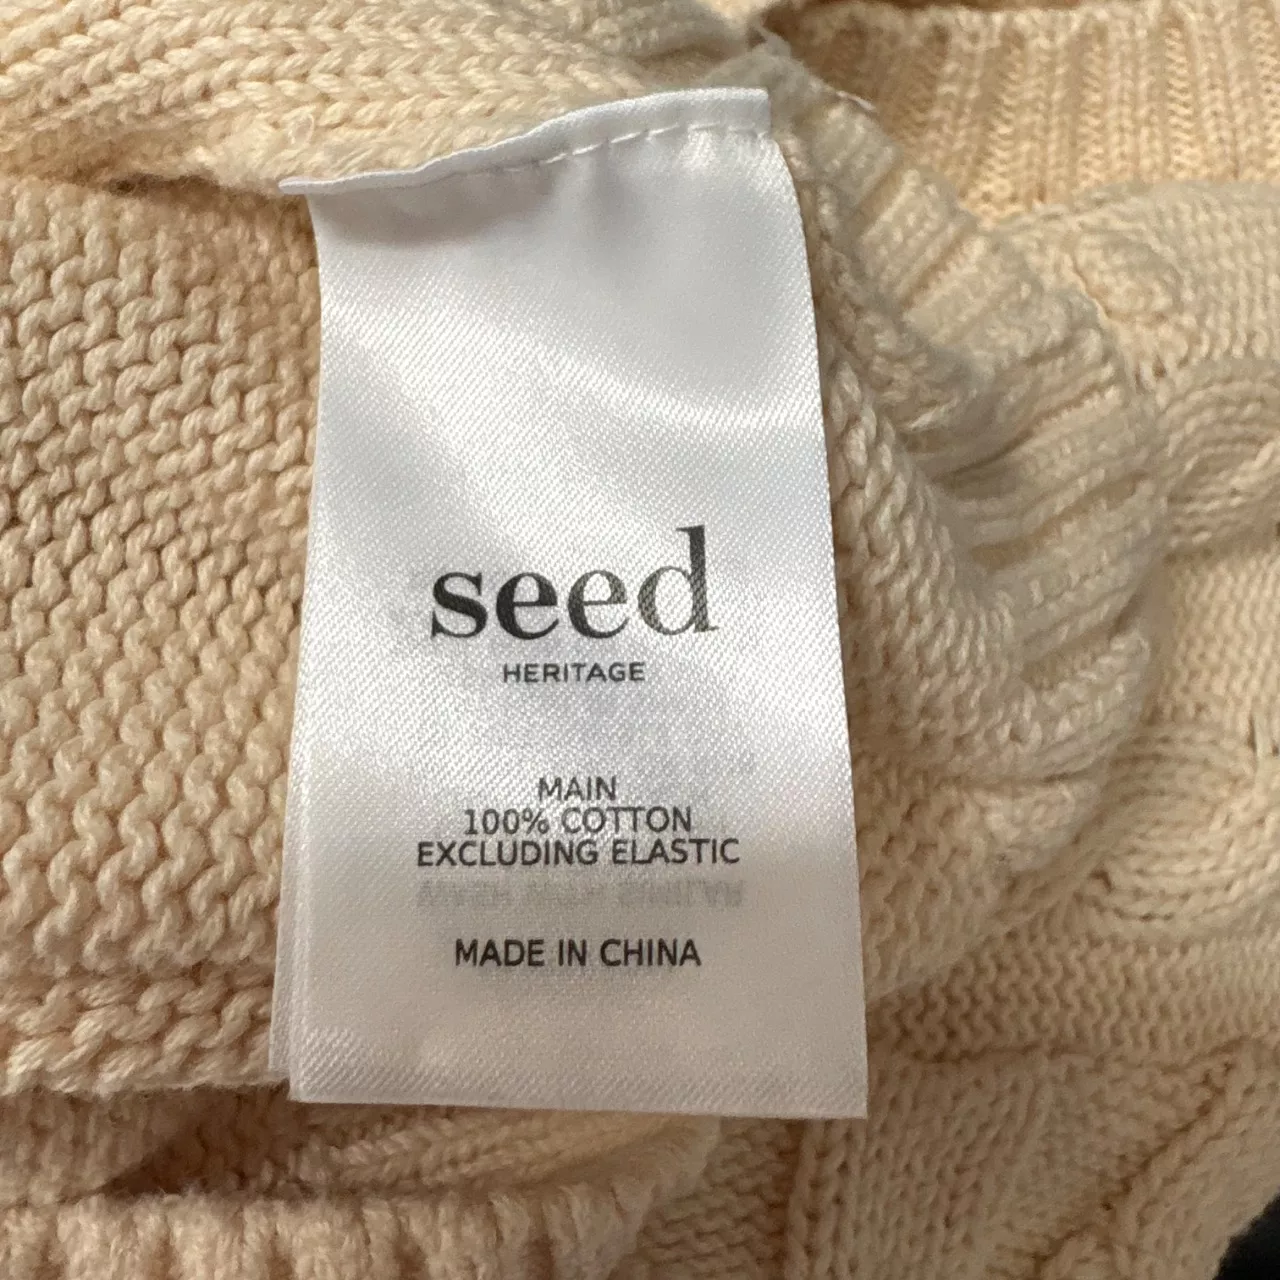 seed
HERITAGE
MAIN
100% COTTON
EXCLUDING ELASTIC
MADE IN CHINA